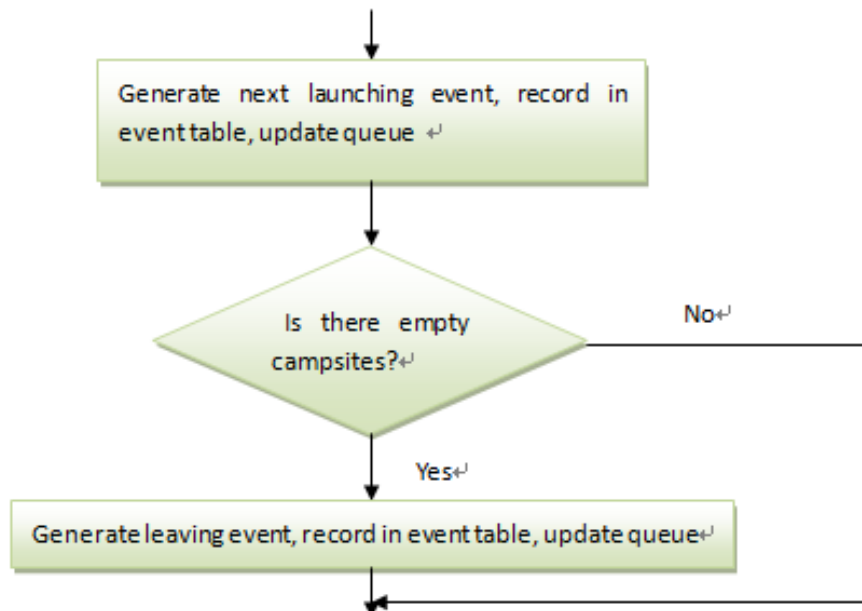 Generate next launching event, record in
event table, update queue ↵
Is there empty
campsites?↵
No↵
Yes↵
Generate leaving event, record in event table, update queue↵